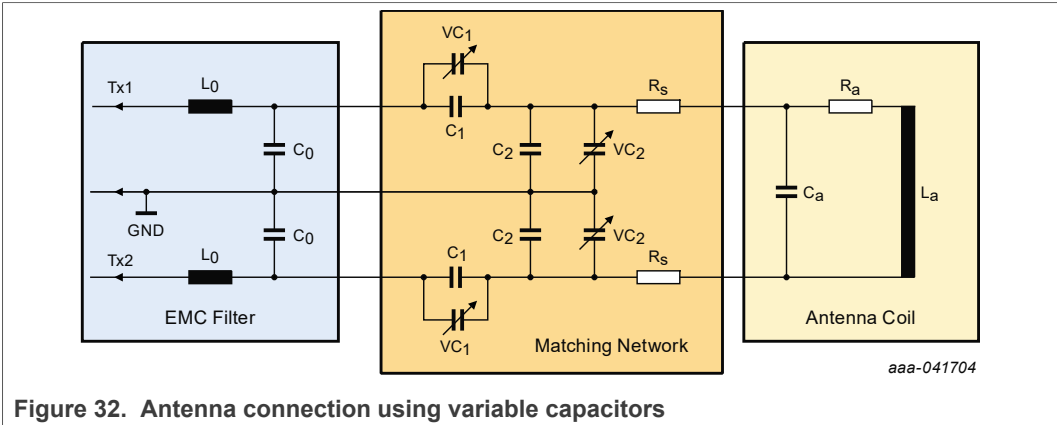 VC1
Tx1
L0
C1
Rs
Ra
C0
C2
VC2
Ca
La
GND
C0
C2
VC2
Tx2
L0
C1
Rs
EMC Filter
VC1
Matching Network
Antenna Coil
aaa-041704
Figure 32. Antenna connection using variable capacitors